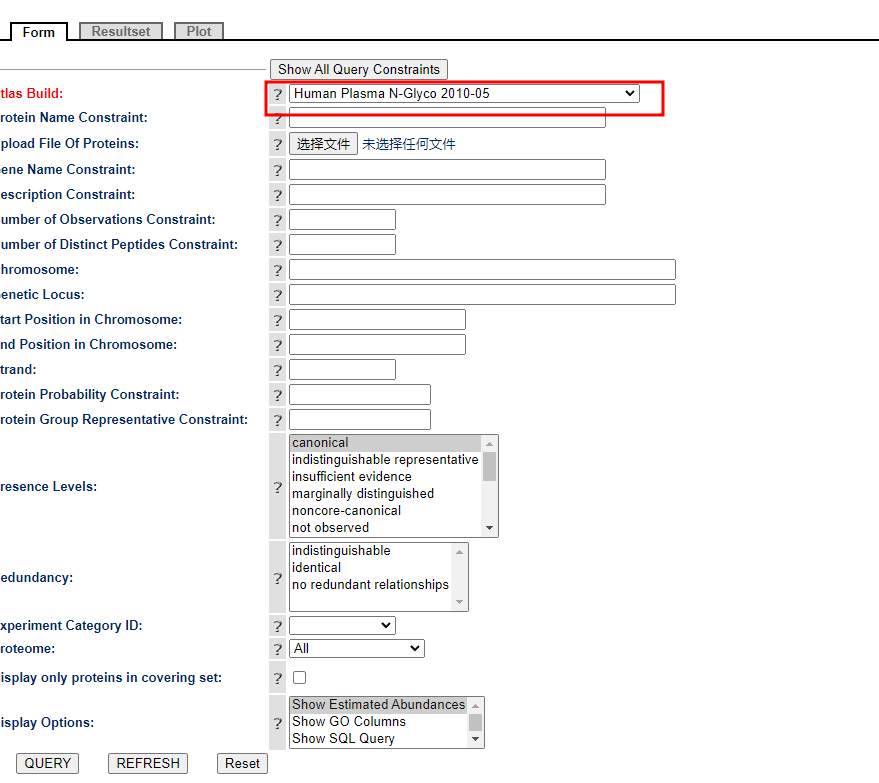 Form Resultset Plot
Show All Query Constraints
tlas Build: ? Human Plasma N-Glyco 2010-05
rotein Name Constraint: ?
pload File Of Proteins: ? 选择文件 未选择任何文件
ene Name Constraint: ?
escription Constraint: ?
umber of Observations Constraint: ?
umber of Distinct Peptides Constraint: ?
hromosome: ?
enetic Locus: ?
tart Position in Chromosome: ?
nd Position in Chromosome: ?
trand: ?
rotein Probability Constraint: ?
rotein Group Representative Constraint: ?
resence Levels: ?
canonical
indistinguishable representative
insufficient evidence
marginally distinguished
noncore-canonical
not observed
edundancy: ?
indistinguishable
identical
no redundant relationships
xperiment Category ID: ?
roteome: ? All
isplay only proteins in covering set: ?
isplay Options: ?
Show Estimated Abundances
Show GO Columns
Show SQL Query
QUERY REFRESH Reset